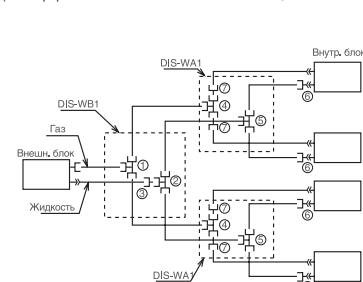 DIS-WA1
Внутр. блок
⑦
DIS-WB1
④
⑥
Газ
⑦
⑤
Внешн. блок
①
②
③
⑦
⑥
Жидкость
④
⑤
⑦
DIS-WA1